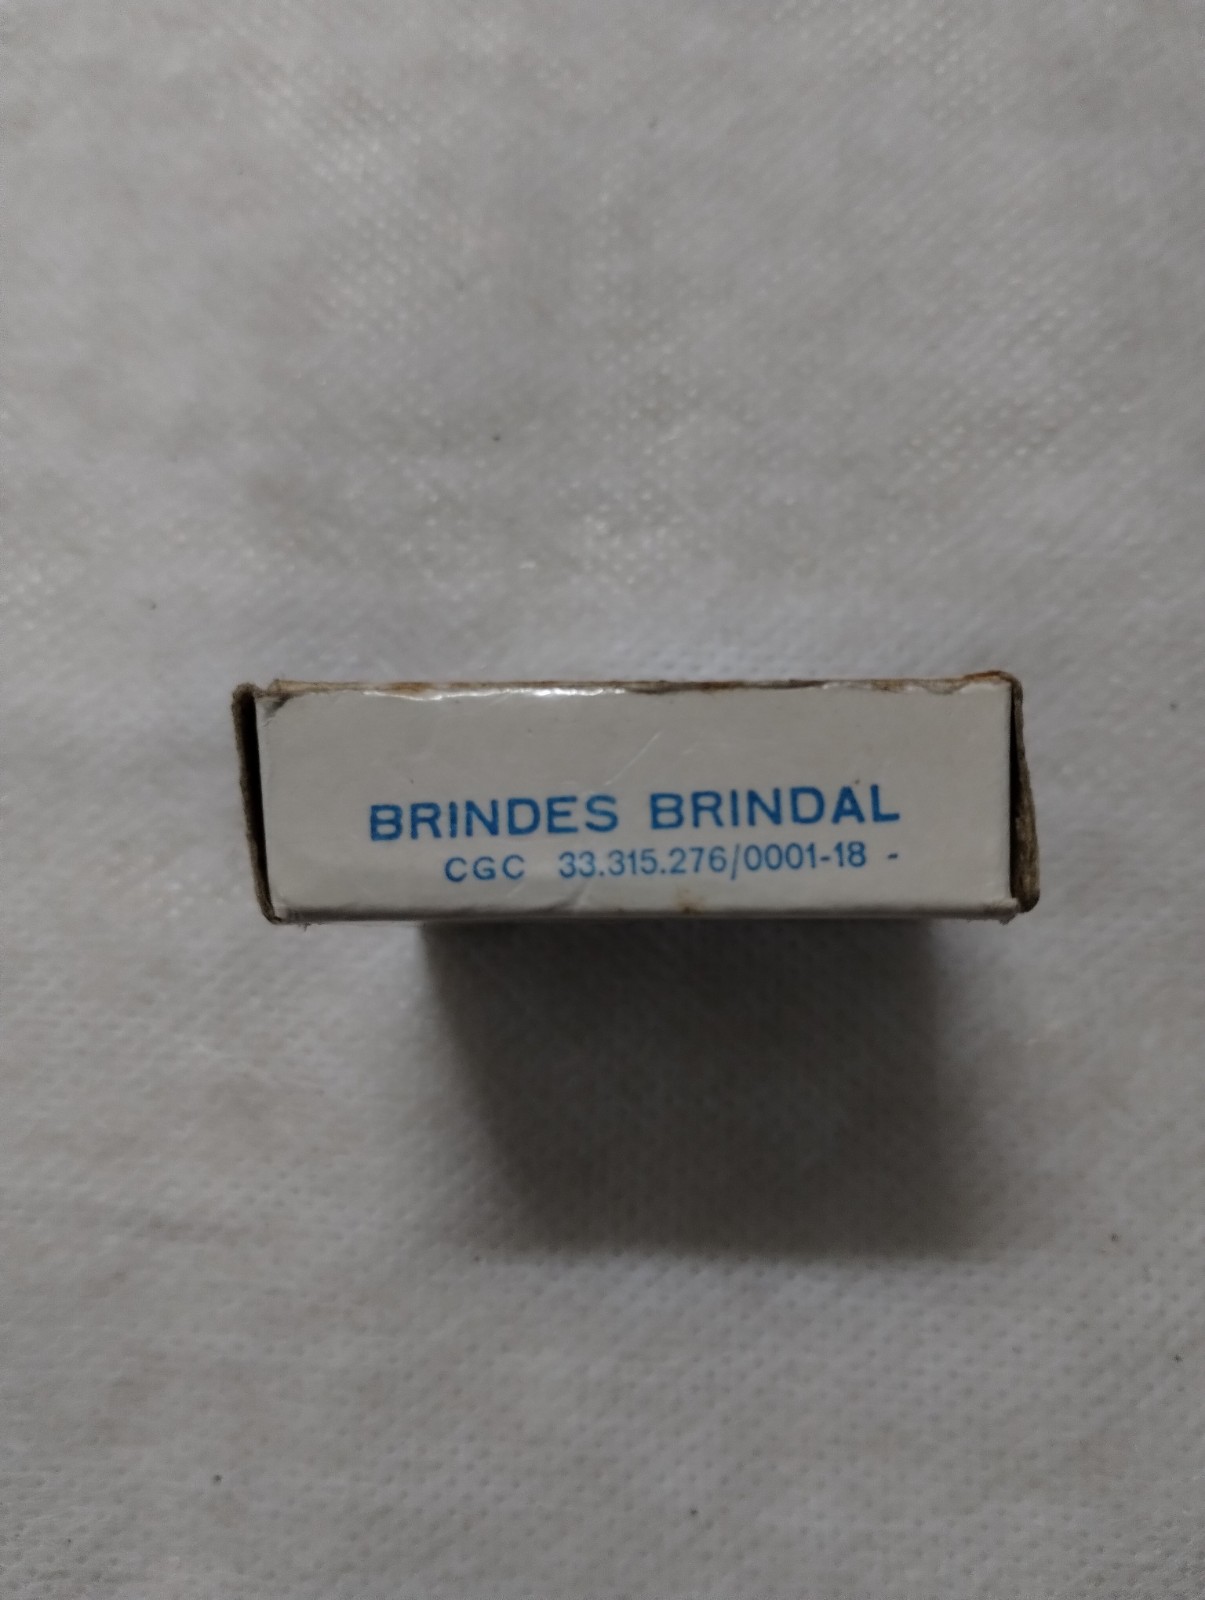 BRINDES BRINDAL
CGC 33.315.276/0001-18 -